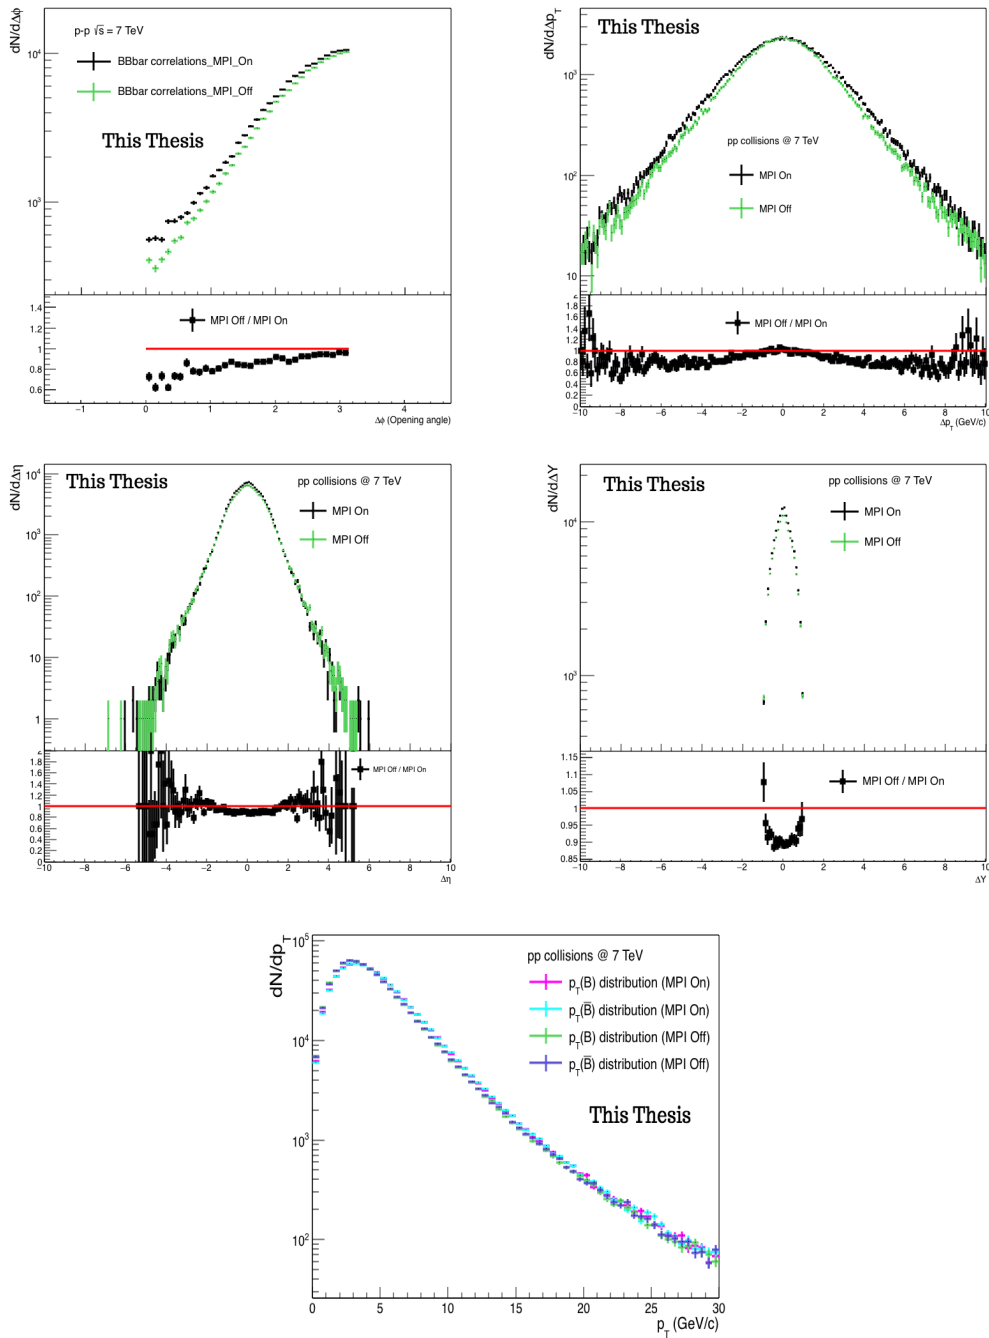 dN/dΔϕ
p-p √s = 7 TeV
BBbar correlations_MPI_On
BBbar correlations_MPI_Off
This Thesis
10⁴
10³
MPI Off / MPI On
1.4
1.2
1
0.8
0.6
−1 0 1 2 3 4
Δϕ (Opening angle)
dN/dΔp_T
This Thesis
pp collisions @ 7 TeV
MPI On
MPI Off
10³
10²
10
MPI Off / MPI On
2
1.8
1.6
1.4
1.2
1
0.8
0.6
0.4
0.2
0
−10 −8 −6 −4 −2 0 2 4 6 8 10
Δp_T (GeV/c)
dN/dΔη
This Thesis
pp collisions @ 7 TeV
MPI On
MPI Off
10⁴
10³
10²
10
1
MPI Off / MPI On
2
1.8
1.6
1.4
1.2
1
0.8
0.6
0.4
0.2
0
−10 −8 −6 −4 −2 0 2 4 6 8 10
Δη
dN/dΔY
This Thesis
pp collisions @ 7 TeV
MPI On
MPI Off
10⁴
10³
MPI Off / MPI On
1.15
1.1
1.05
1
0.95
0.9
0.85
−10 −8 −6 −4 −2 0 2 4 6 8 10
ΔY
dN/dp_T
pp collisions @ 7 TeV
p_T(B) distribution (MPI On)
p_T(B̅) distribution (MPI On)
p_T(B) distribution (MPI Off)
p_T(B̅) distribution (MPI Off)
This Thesis
10⁵
10⁴
10³
10²
0 5 10 15 20 25 30
p_T (GeV/c)